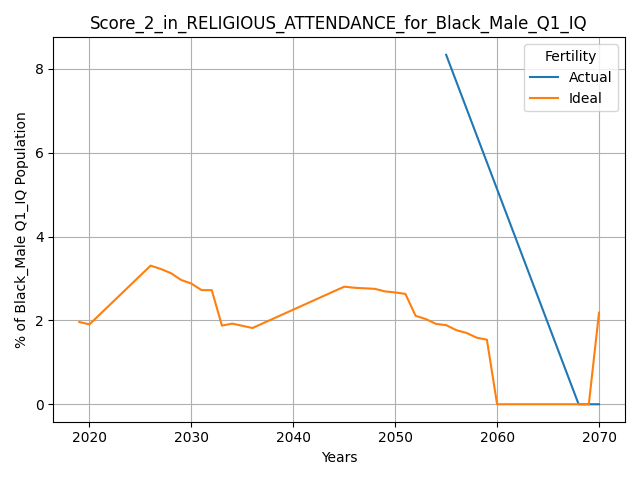 Score_2_in_RELIGIOUS_ATTENDANCE_for_Black_Male_Q1_IQ
Fertility
Actual
Ideal
% of Black_Male Q1_IQ Population
8
6
4
2
0
2020 2030 2040 2050 2060 2070
Years